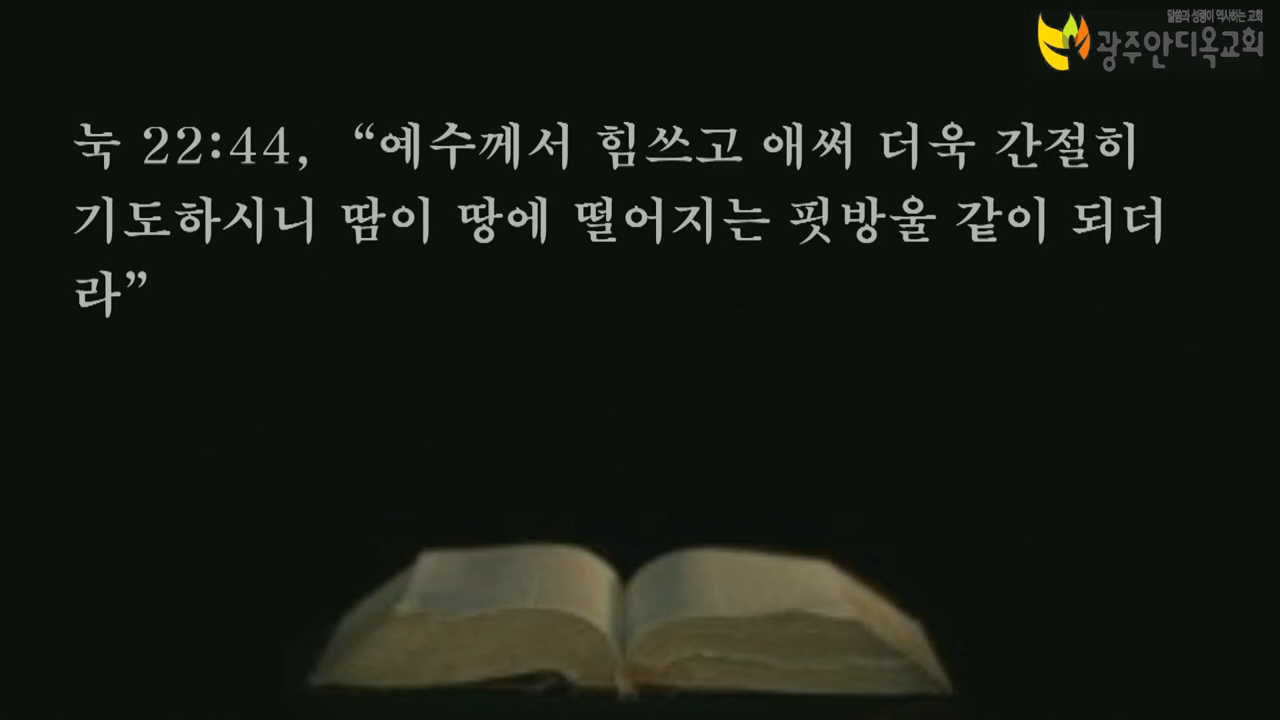 말씀과 성령이 역사하는 교회
광주안디옥교회
눅 22:44, “예수께서 힘쓰고 애써 더욱 간절히
기도하시니 땀이 땅에 떨어지는 핏방울 같이 되더
라”